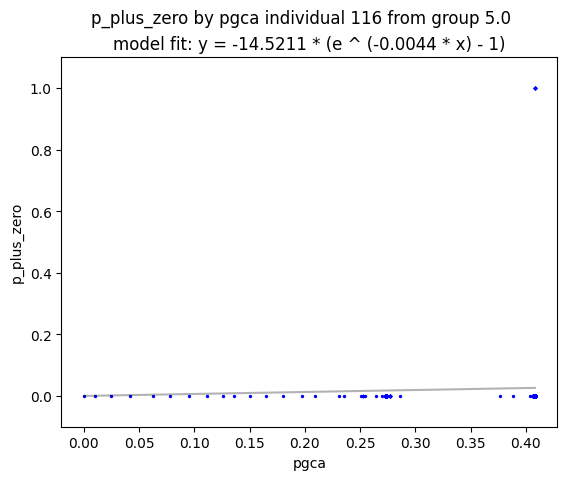 p_plus_zero by pgca individual 116 from group 5.0
model fit: y = -14.5211 * (e ^ (-0.0044 * x) - 1)
1.0
0.8
0.6
0.4
0.2
0.0
p_plus_zero
0.00 0.05 0.10 0.15 0.20 0.25 0.30 0.35 0.40
pgca